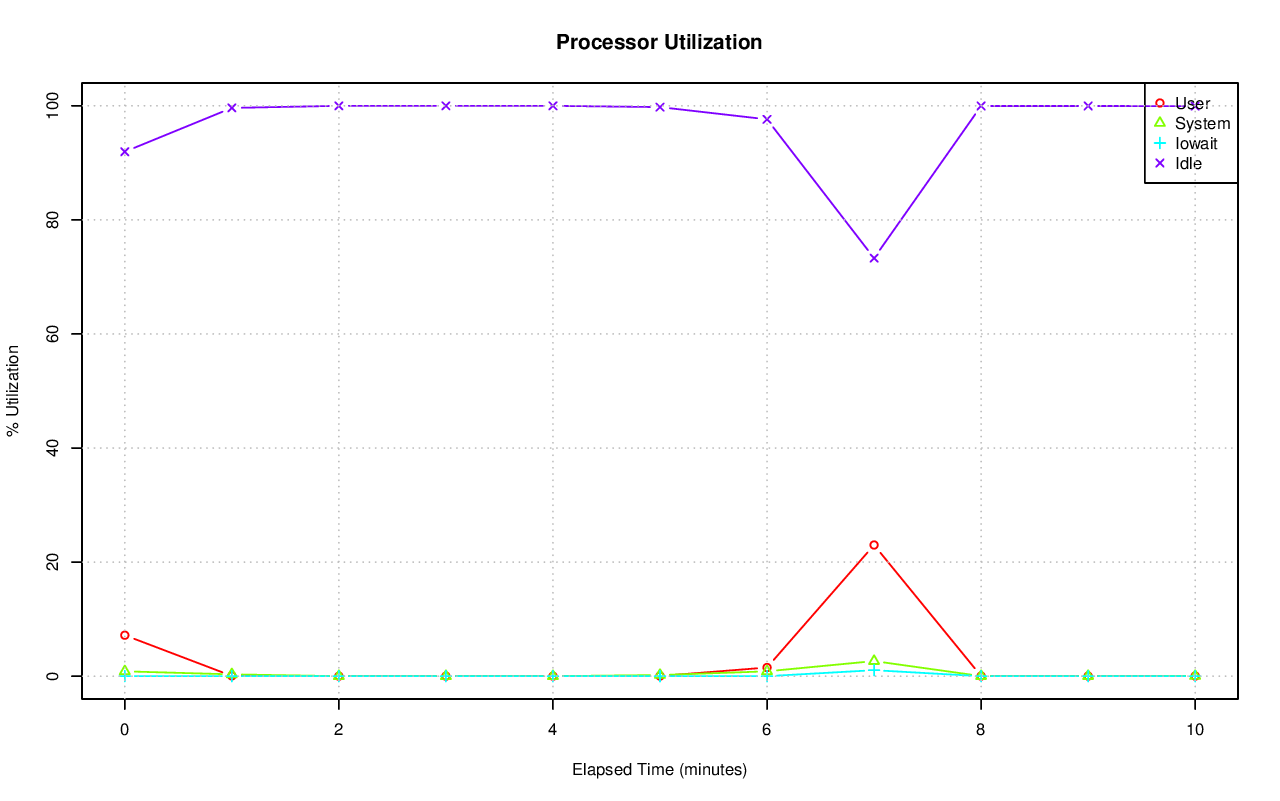 Processor Utilization
% Utilization
100
80
60
40
20
0
User
System
Iowait
Idle
0 2 4 6 8 10
Elapsed Time (minutes)